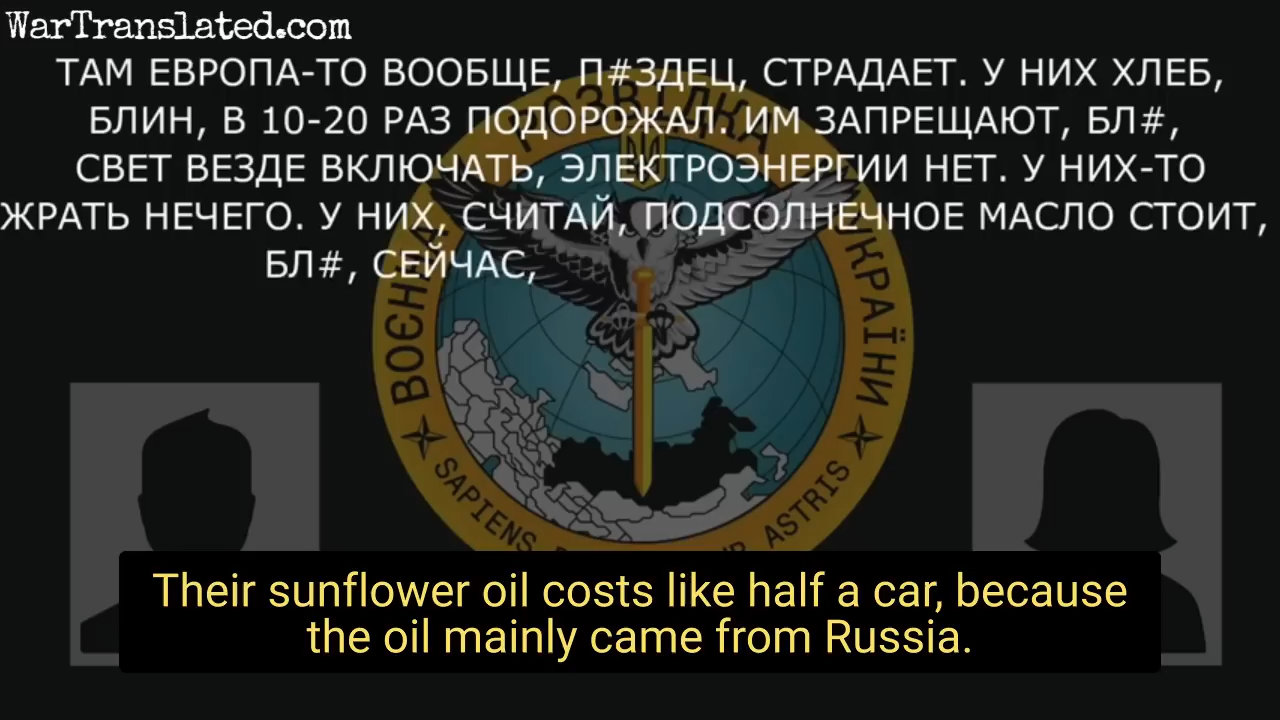 WarTranslated.com
ТАМ ЕВРОПА-ТО ВООБЩЕ, П#ЗДЕЦ, СТРАДАЕТ. У НИХ ХЛЕБ,
БЛИН, В 10-20 РАЗ ПОДОРОЖАЛ. ИМ ЗАПРЕЩАЮТ, БЛ#,
СВЕТ ВЕЗДЕ ВКЛЮЧАТЬ, ЭЛЕКТРОЭНЕРГИИ НЕТ. У НИХ-ТО
ЖРАТЬ НЕЧЕГО. У НИХ, СЧИТАЙ, ПОДСОЛНЕЧНОЕ МАСЛО СТОИТ,
БЛ#, СЕЙЧАС,
ВОЄННА РОЗВІДКА УКРАЇНИ
SAPIENS ASTRIS
Their sunflower oil costs like half a car, because
the oil mainly came from Russia.